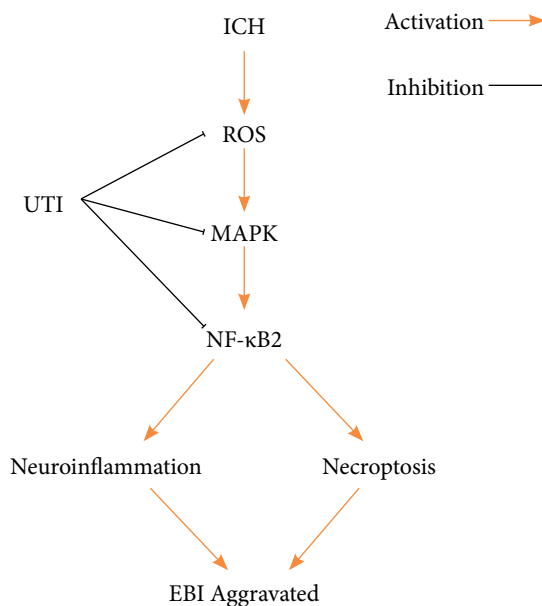 ICH
Activation
Inhibition
ROS
UTI
MAPK
NF-κB2
Neuroinflammation
Necroptosis
EBI Aggravated